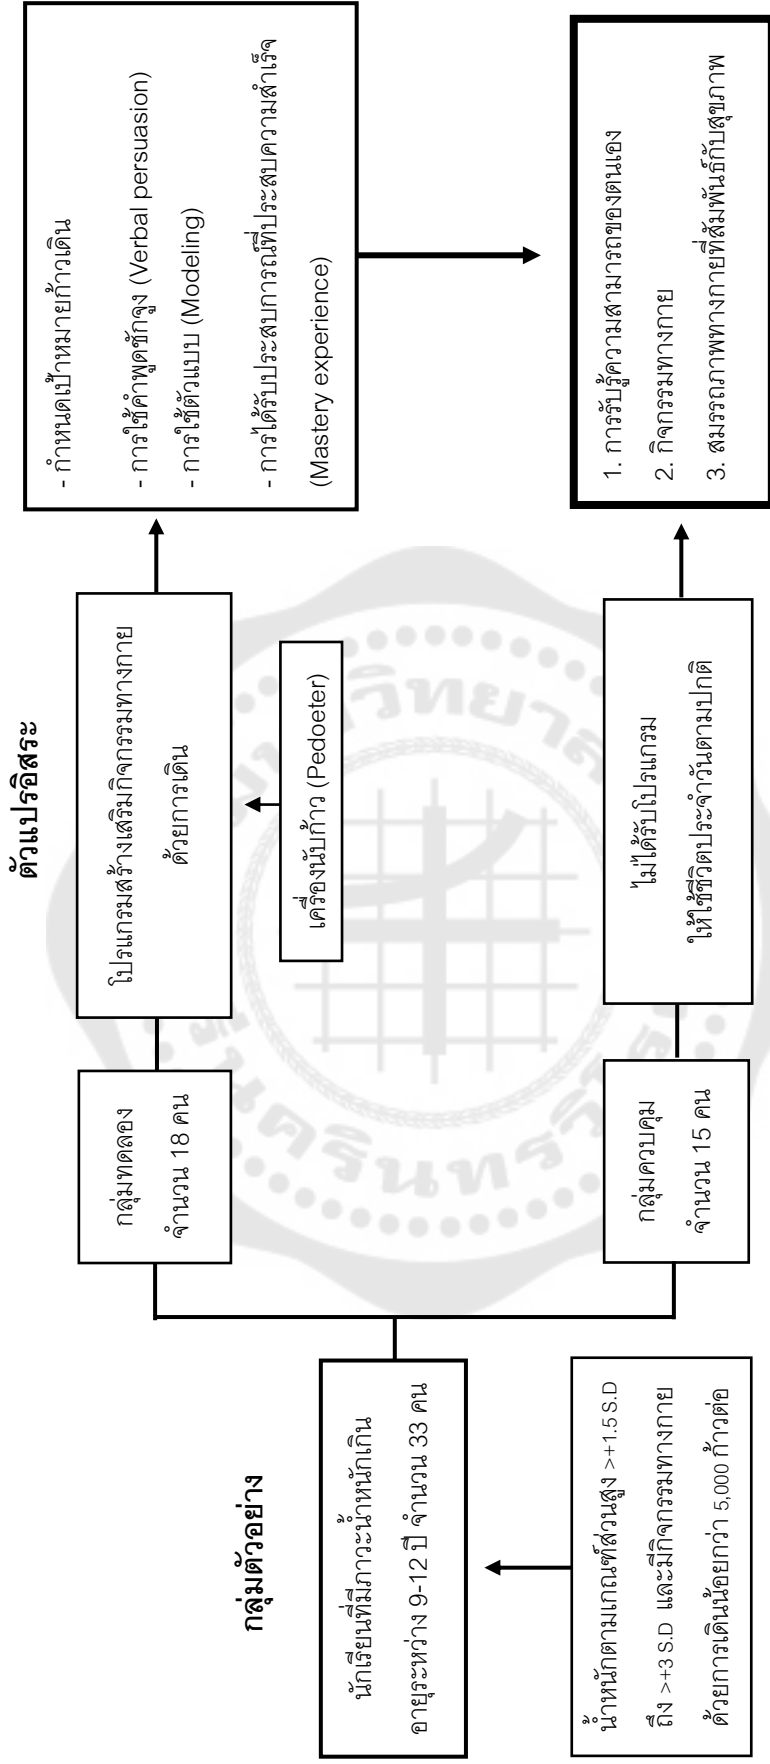 กลุ่มตัวอย่าง
นักเรียนที่มีภาวะน้ำหนักเกิน
อายุระหว่าง 9-12 ปี จำนวน 33 คน
น้ำหนักตามเกณฑ์ส่วนสูง >+1.5 S.D
ถึง >+3 S.D และมีกิจกรรมทางกาย
ด้วยการเดินน้อยกว่า 5,000 ก้าวต่อ
กลุ่มทดลอง
จำนวน 18 คน
กลุ่มควบคุม
จำนวน 15 คน
ตัวแปรอิสระ
โปรแกรมสร้างเสริมกิจกรรมทางกาย
ด้วยการเดิน
เครื่องนับก้าว (Pedoeter)
ไม่ได้รับโปรแกรม
ให้ใช้ชีวิตประจำวันตามปกติ
- กำหนดเป้าหมายก้าวเดิน
- การใช้คำพูดชักจูง (Verbal persuasion)
- การใช้ตัวแบบ (Modeling)
- การได้รับประสบการณ์ที่ประสบความสำเร็จ
(Mastery experience)
1. การรับรู้ความสามารถของตนเอง
2. กิจกรรมทางกาย
3. สมรรถภาพทางกายที่สัมพันธ์กับสุขภาพ